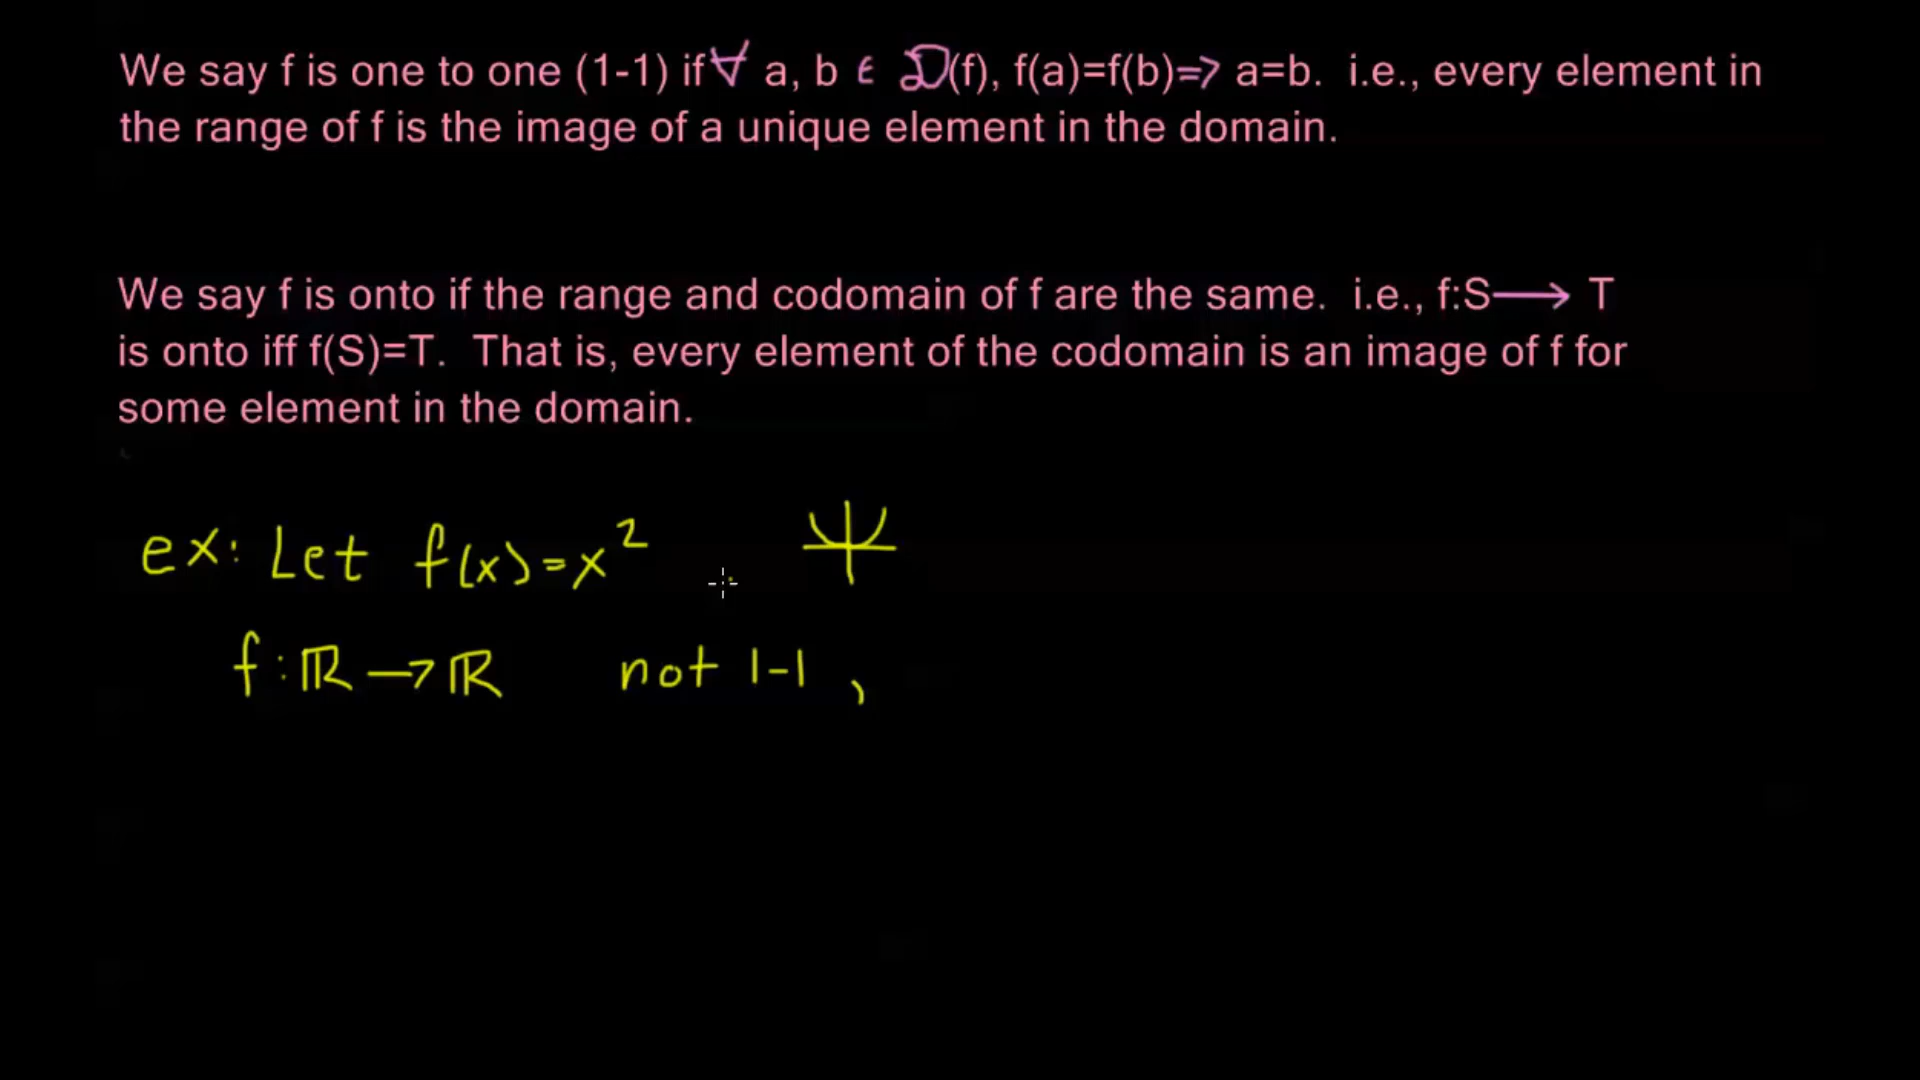 We say f is one to one (1-1) if ∀ a, b ∈ 𝒟(f), f(a)=f(b)=> a=b. i.e., every element in
the range of f is the image of a unique element in the domain.
We say f is onto if the range and codomain of f are the same. i.e., f:S⟶ T
is onto iff f(S)=T. That is, every element of the codomain is an image of f for
some element in the domain.
ex: Let f(x)=x²
f:ℝ→ℝ not 1-1,